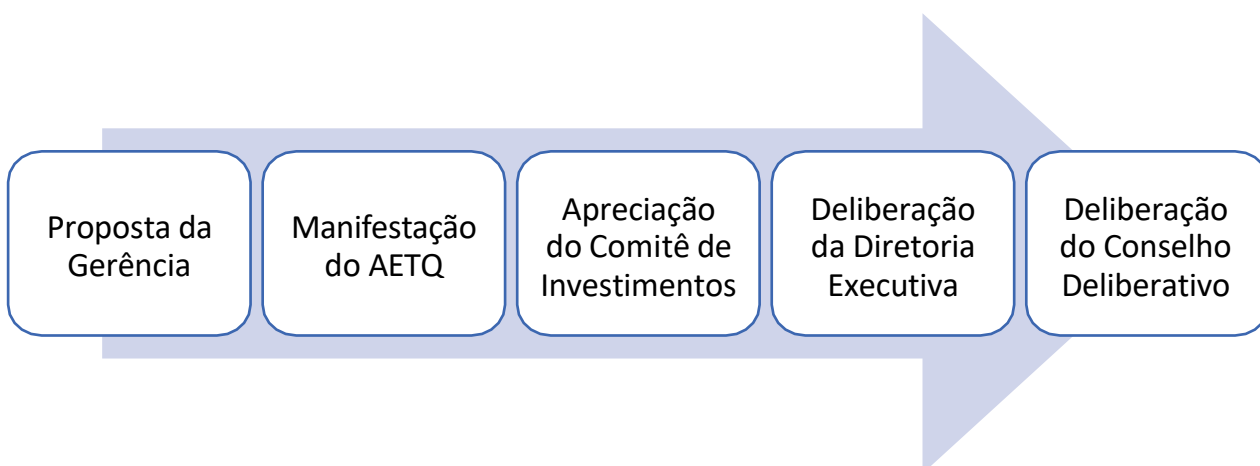 Proposta da
Gerência
Manifestação
do AETQ
Apreciação
do Comitê de
Investimentos
Deliberação
da Diretoria
Executiva
Deliberação
do Conselho
Deliberativo